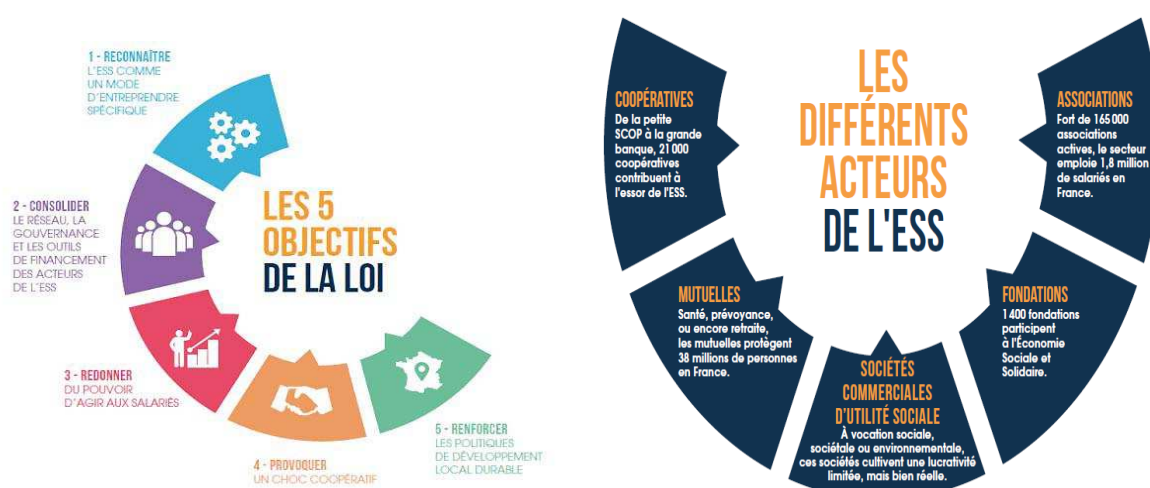 1 - RECONNAÎTRE
L'ESS COMME
UN MODE
D'ENTREPRENDRE
SPÉCIFIQUE
2 - CONSOLIDER
LE RÉSEAU, LA
GOUVERNANCE
ET LES OUTILS
DE FINANCEMENT
DES ACTEURS
DE L'ESS
LES 5
OBJECTIFS
DE LA LOI
3 - REDONNER
DU POUVOIR
D'AGIR AUX SALARIÉS
4 - PROVOQUER
UN CHOC COOPÉRATIF
5 - RENFORCER
LES POLITIQUES
DE DÉVELOPPEMENT
LOCAL DURABLE
LES
DIFFÉRENTS
ACTEURS
DE L'ESS
COOPÉRATIVES
De la petite
SCOP à la grande
banque, 21 000
coopératives
contribuent à
l'essor de l'ESS.
MUTUELLES
Santé, prévoyance,
ou encore retraite,
les mutuelles protègent
38 millions de personnes
en France.
SOCIÉTÉS
COMMERCIALES
D'UTILITÉ SOCIALE
À vocation sociale,
sociétale ou environnementale,
ces sociétés cultivent une lucrativité
limitée, mais bien réelle.
FONDATIONS
1 400 fondations
participent
à l'Économie
Sociale et
Solidaire.
ASSOCIATIONS
Fort de 165 000
associations
actives, le secteur
emploie 1,8 million
de salariés en
France.